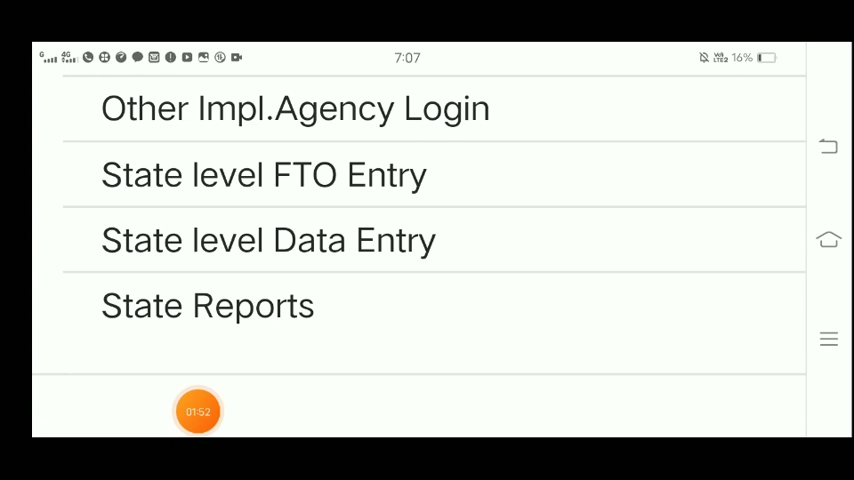 4G 7:07 16%
Other Impl.Agency Login
State level FTO Entry
State level Data Entry
State Reports
01:52